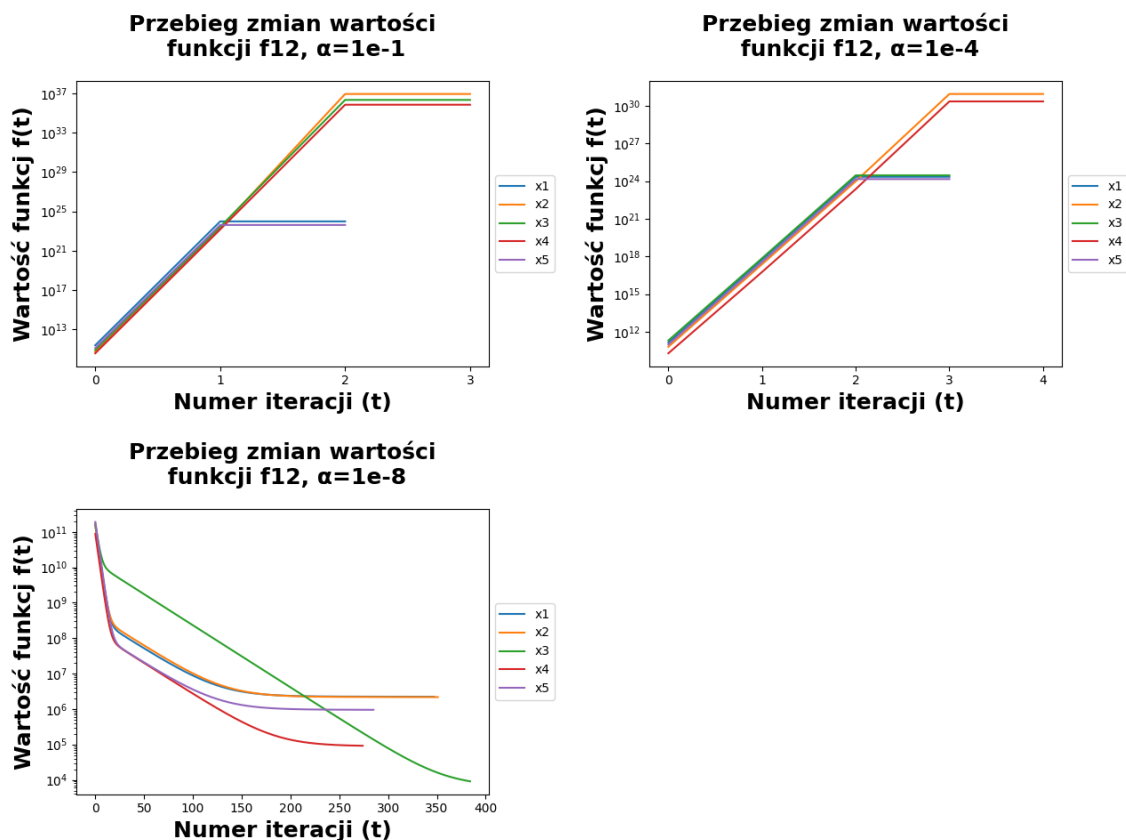 Przebieg zmian wartości
funkcji f12, α=1e-1
Wartość funkcj f(t)
10^37
10^33
10^29
10^25
10^21
10^17
10^13
0 1 2 3
Numer iteracji (t)
x1
x2
x3
x4
x5
Przebieg zmian wartości
funkcji f12, α=1e-4
Wartość funkcj f(t)
10^30
10^27
10^24
10^21
10^18
10^15
10^12
0 1 2 3 4
Numer iteracji (t)
x1
x2
x3
x4
x5
Przebieg zmian wartości
funkcji f12, α=1e-8
Wartość funkcj f(t)
10^11
10^10
10^9
10^8
10^7
10^6
10^5
10^4
0 50 100 150 200 250 300 350 400
Numer iteracji (t)
x1
x2
x3
x4
x5